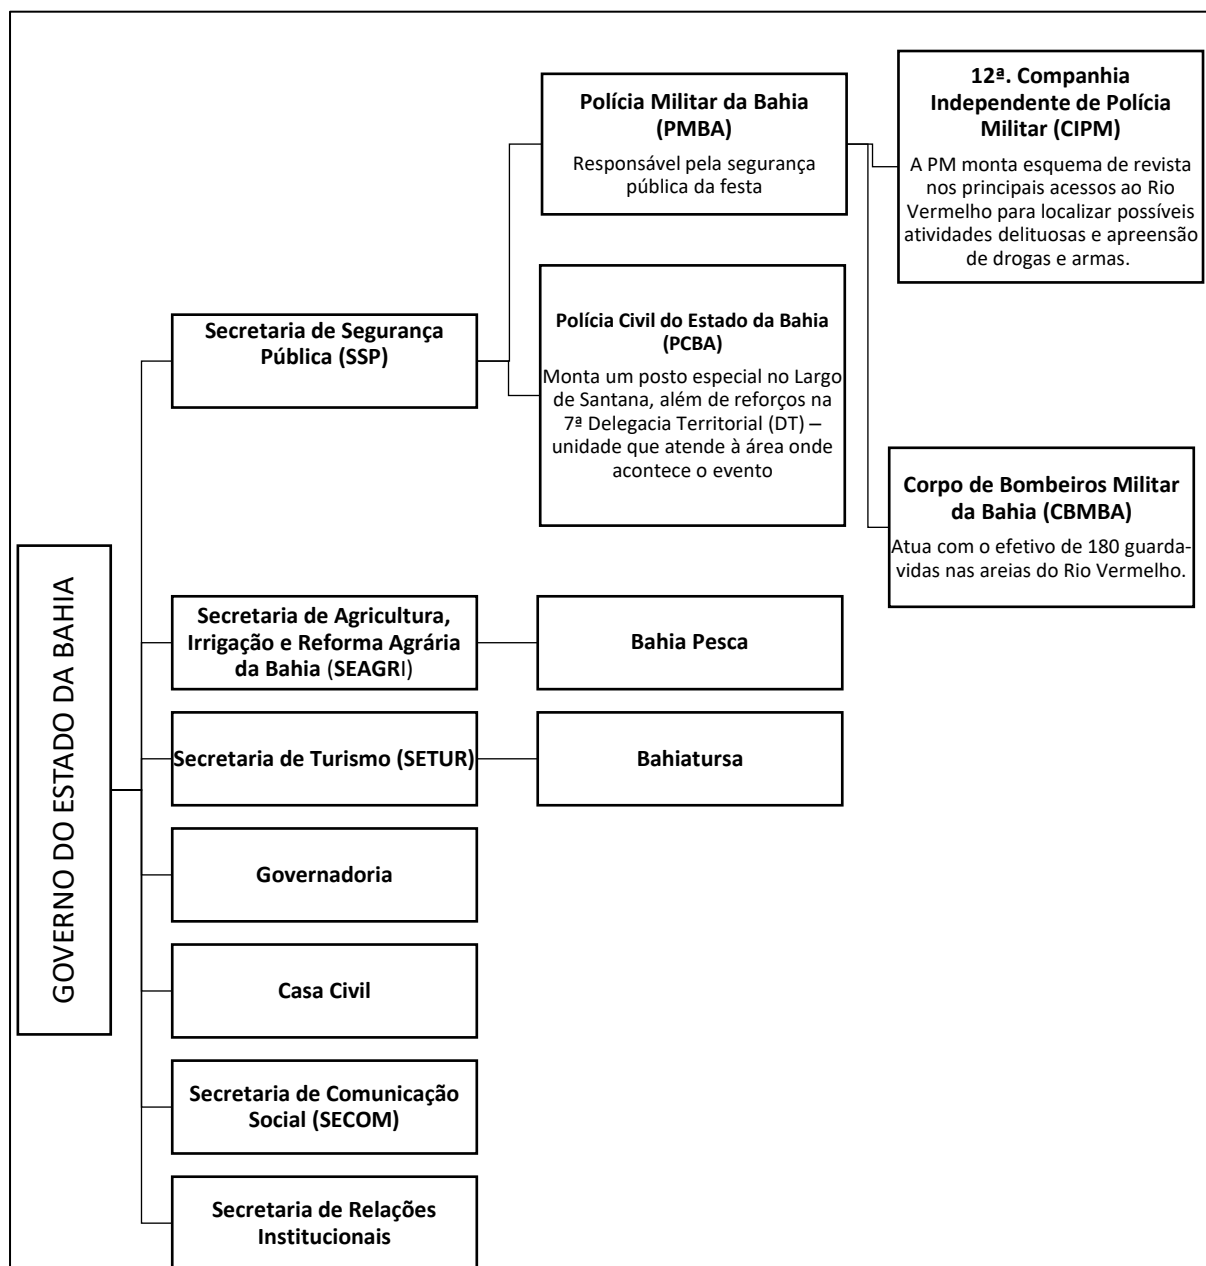 GOVERNO DO ESTADO DA BAHIA
Secretaria de Segurança
Pública (SSP)
Polícia Militar da Bahia
(PMBA)
Responsável pela segurança
pública da festa
12ª. Companhia
Independente de Polícia
Militar (CIPM)
A PM monta esquema de revista
nos principais acessos ao Rio
Vermelho para localizar possíveis
atividades delituosas e apreensão
de drogas e armas.
Corpo de Bombeiros Militar
da Bahia (CBMBA)
Atua com o efetivo de 180 guarda-
vidas nas areias do Rio Vermelho.
Polícia Civil do Estado da Bahia
(PCBA)
Monta um posto especial no Largo
de Santana, além de reforços na
7ª Delegacia Territorial (DT) –
unidade que atende à área onde
acontece o evento
Secretaria de Agricultura,
Irrigação e Reforma Agrária
da Bahia (SEAGRI)
Bahia Pesca
Secretaria de Turismo (SETUR)
Bahiatursa
Governadoria
Casa Civil
Secretaria de Comunicação
Social (SECOM)
Secretaria de Relações
Institucionais